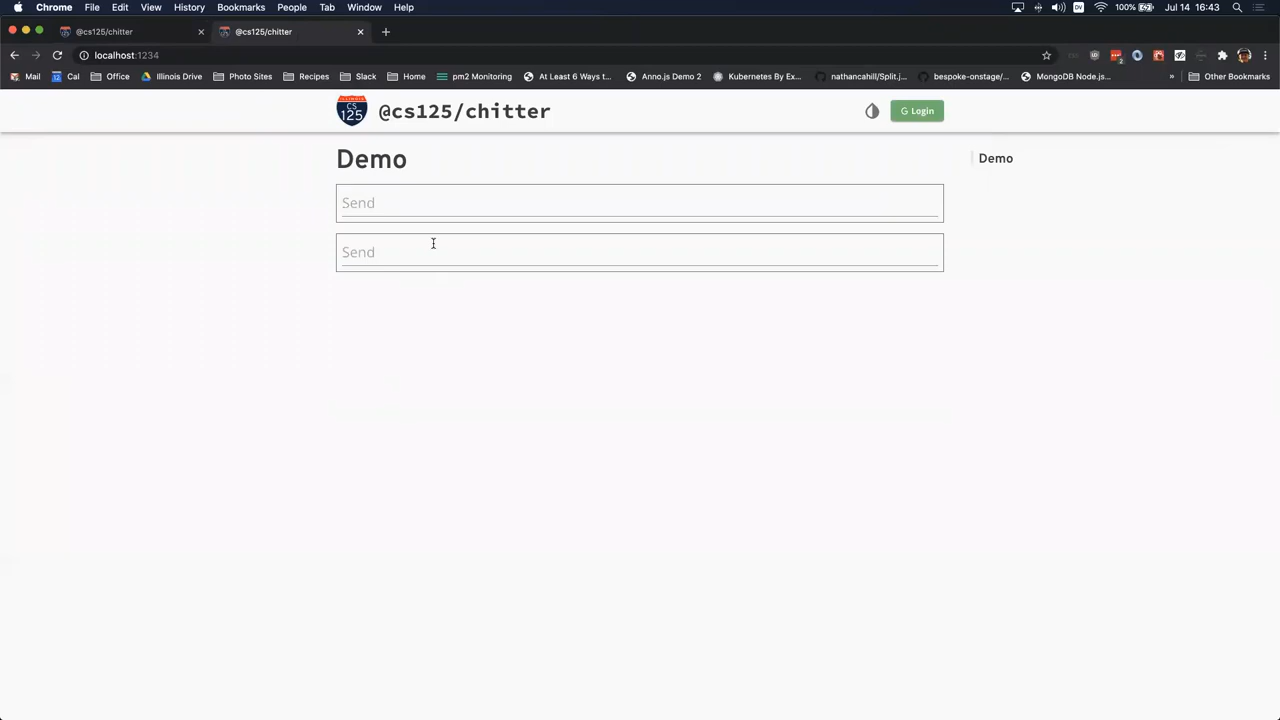 Chrome File Edit View History Bookmarks People Tab Window Help DV 100% Jul 14 16:43
@cs125/chitter @cs125/chitter
localhost:1234
Mail Cal Office Illinois Drive Photo Sites Recipes Slack Home pm2 Monitoring At Least 6 Ways t... Anno.js Demo 2 Kubernetes By Ex... nathancahill/Split.j... bespoke-onstage/... MongoDB Node.js... » Other Bookmarks
ILLINOIS CS 125 @cs125/chitter G Login
Demo Demo
Send
Send